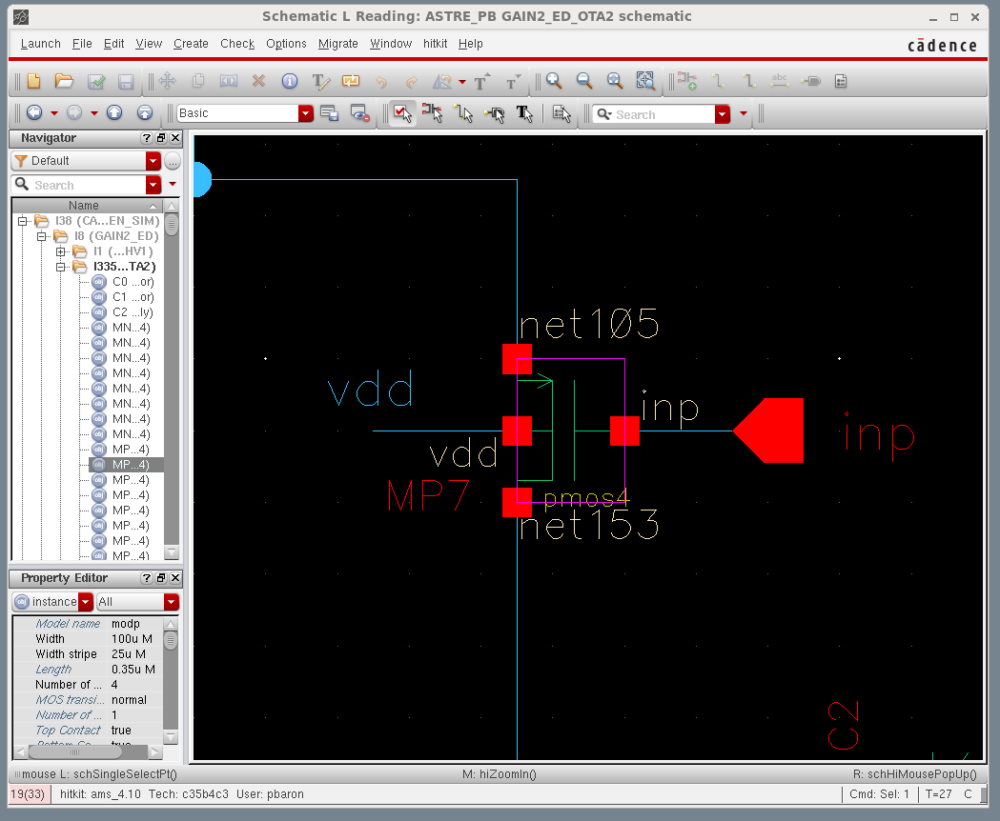 Schematic L Reading: ASTRE_PB GAIN2_ED_OTA2 schematic
Launch File Edit View Create Check Options Migrate Window hitkit Help
cādence
Basic
Search
Navigator
Default
Search
Name
I38 (CA...EN_SIM)
I8 (GAIN2_ED)
I1 (...HV1)
I335...TA2)
C0 ...or)
C1 ...or)
C2 ...ly)
MN...4)
MN...4)
MN...4)
MN...4)
MN...4)
MN...4)
MN...4)
MN...4)
MP...4)
MP...4)
MP...4)
MP...4)
MP...4)
MP...4)
MP...4)
MP...4)
net105
vdd
inp
inp
vdd
MP7
pmos4
net153
C2
Property Editor
instance All
Model name modp
Width 100u M
Width stripe 25u M
Length 0.35u M
Number of ... 4
MOS transi... normal
Number of ... 1
Top Contact true
mouse L: schSingleSelectPt() M: hiZoomIn() R: schHiMousePopUp()
19(33) hitkit: ams_4.10 Tech: c35b4c3 User: pbaron Cmd: Sel: 1 T=27 C